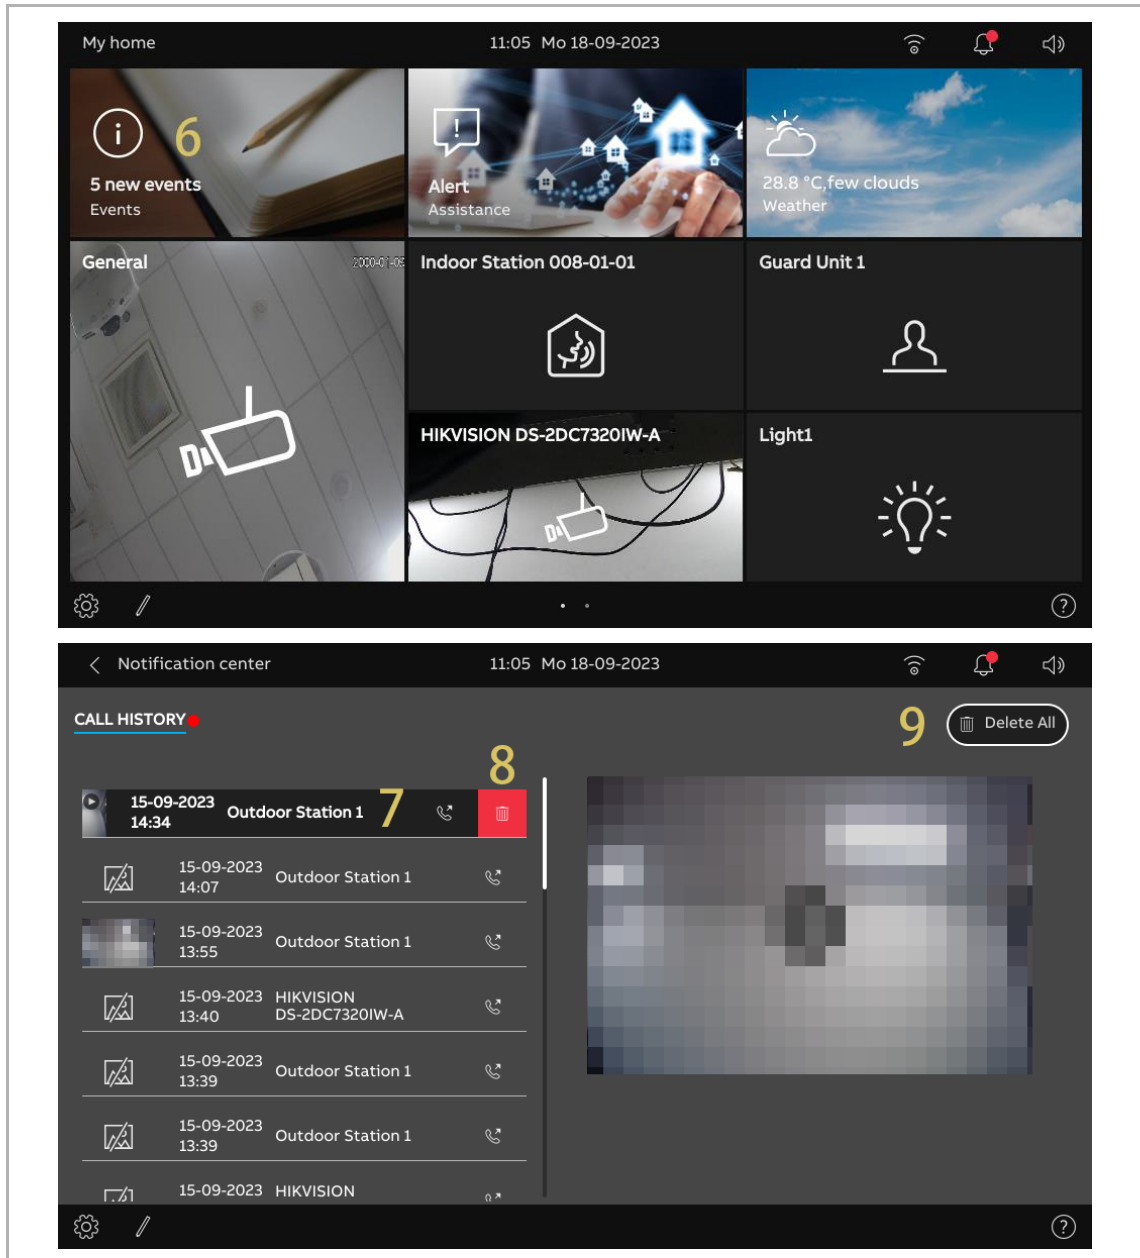 My home
11:05 Mo 18-09-2023
6
5 new events
Events
Alert
Assistance
28.8 °C,few clouds
Weather
General
Indoor Station 008-01-01
Guard Unit 1
HIKVISION DS-2DC7320IW-A
Light1
Notification center
11:05 Mo 18-09-2023
CALL HISTORY
9
Delete All
8
15-09-2023
14:34
Outdoor Station 1
7
15-09-2023
14:07
Outdoor Station 1
15-09-2023
13:55
Outdoor Station 1
15-09-2023
13:40
HIKVISION
DS-2DC7320IW-A
15-09-2023
13:39
Outdoor Station 1
15-09-2023
13:39
Outdoor Station 1
15-09-2023
HIKVISION